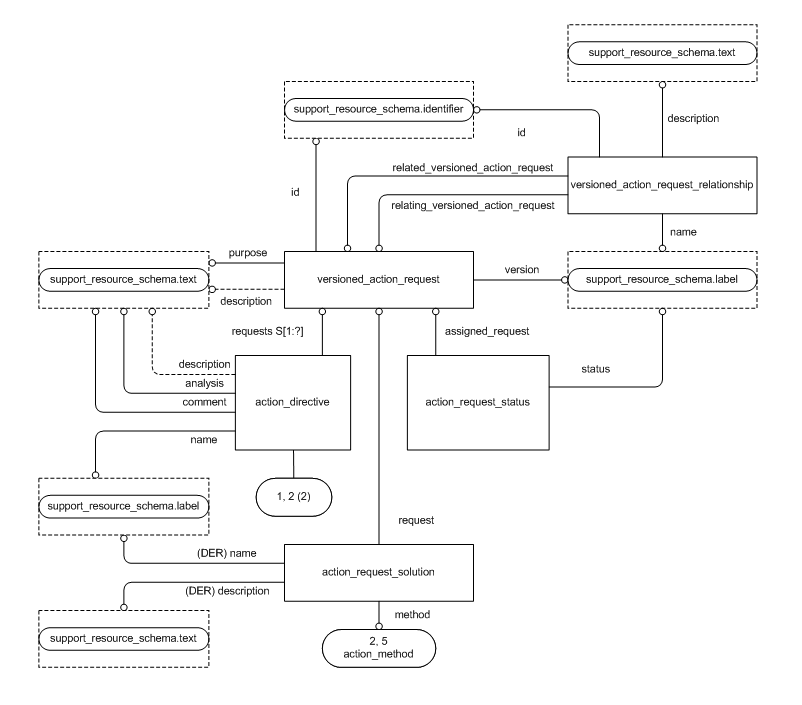 support_resource_schema.text
support_resource_schema.identifier
description
id
related_versioned_action_request
versioned_action_request_relationship
id
relating_versioned_action_request
name
purpose
support_resource_schema.text
versioned_action_request
version
support_resource_schema.label
description
requests S[1:?]
assigned_request
description
status
analysis
comment
action_directive
action_request_status
name
1, 2 (2)
support_resource_schema.label
request
(DER) name
action_request_solution
(DER) description
method
support_resource_schema.text
2, 5
action_method